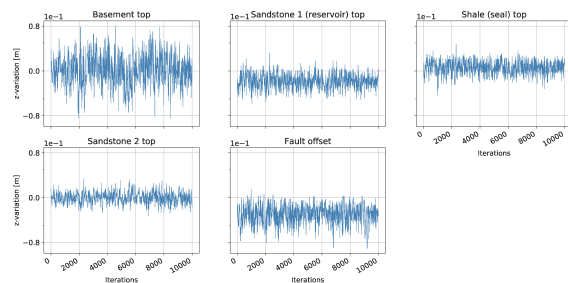 Basement top
Sandstone 1 (reservoir) top
Shale (seal) top
1e−1
1e−1
1e−1
0.8
0.0
−0.8
z-variation [m]
0
2000
4000
6000
8000
10000
Iterations
Sandstone 2 top
Fault offset
1e−1
1e−1
0.8
0.0
−0.8
z-variation [m]
0
2000
4000
6000
8000
10000
Iterations
0
2000
4000
6000
8000
10000
Iterations